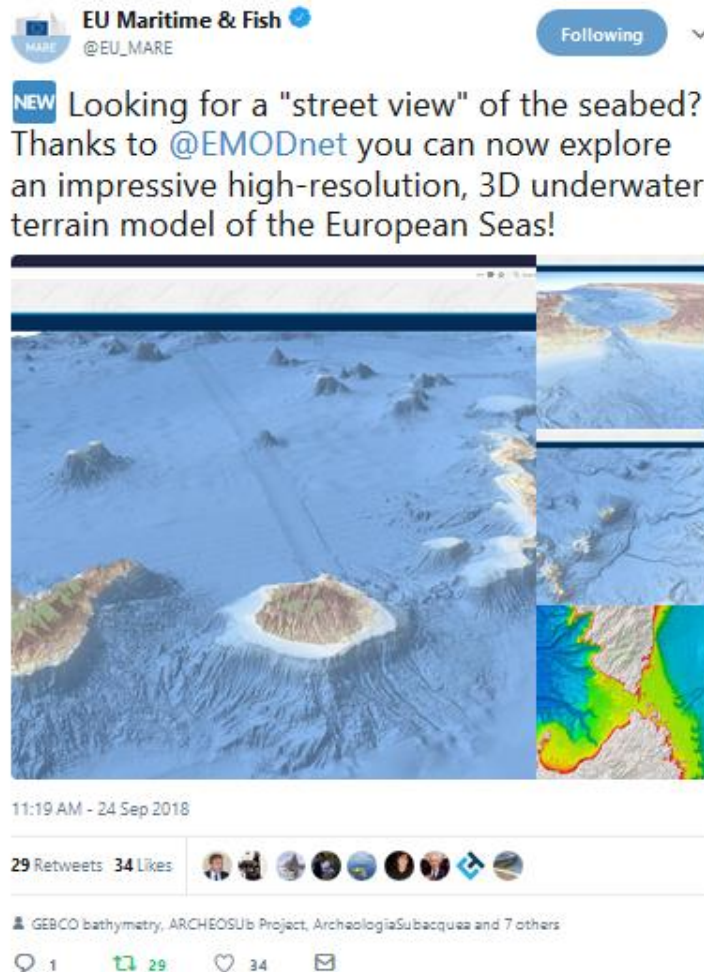 EU Maritime & Fish
@EU_MARE
MARE
Following
NEW Looking for a "street view" of the seabed?
Thanks to @EMODnet you can now explore
an impressive high-resolution, 3D underwater
terrain model of the European Seas!
11:19 AM - 24 Sep 2018
29 Retweets 34 Likes
GEBCO bathymetry, ARCHEOSUb Project, ArcheologiaSubacquea and 7 others
1 29 34